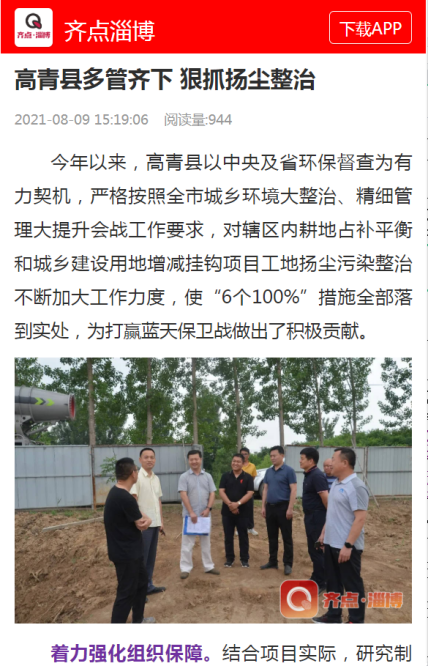 齐点·淄博
齐点淄博
下载APP
高青县多管齐下 狠抓扬尘整治
2021-08-09 15:19:06 阅读量:944
今年以来，高青县以中央及省环保督查为有
力契机，严格按照全市城乡环境大整治、精细管
理大提升会战工作要求，对辖区内耕地占补平衡
和城乡建设用地增减挂钩项目工地扬尘污染整治
不断加大工作力度，使“6个100%”措施全部落
到实处，为打赢蓝天保卫战做出了积极贡献。
齐点·淄博
着力强化组织保障。结合项目实际，研究制